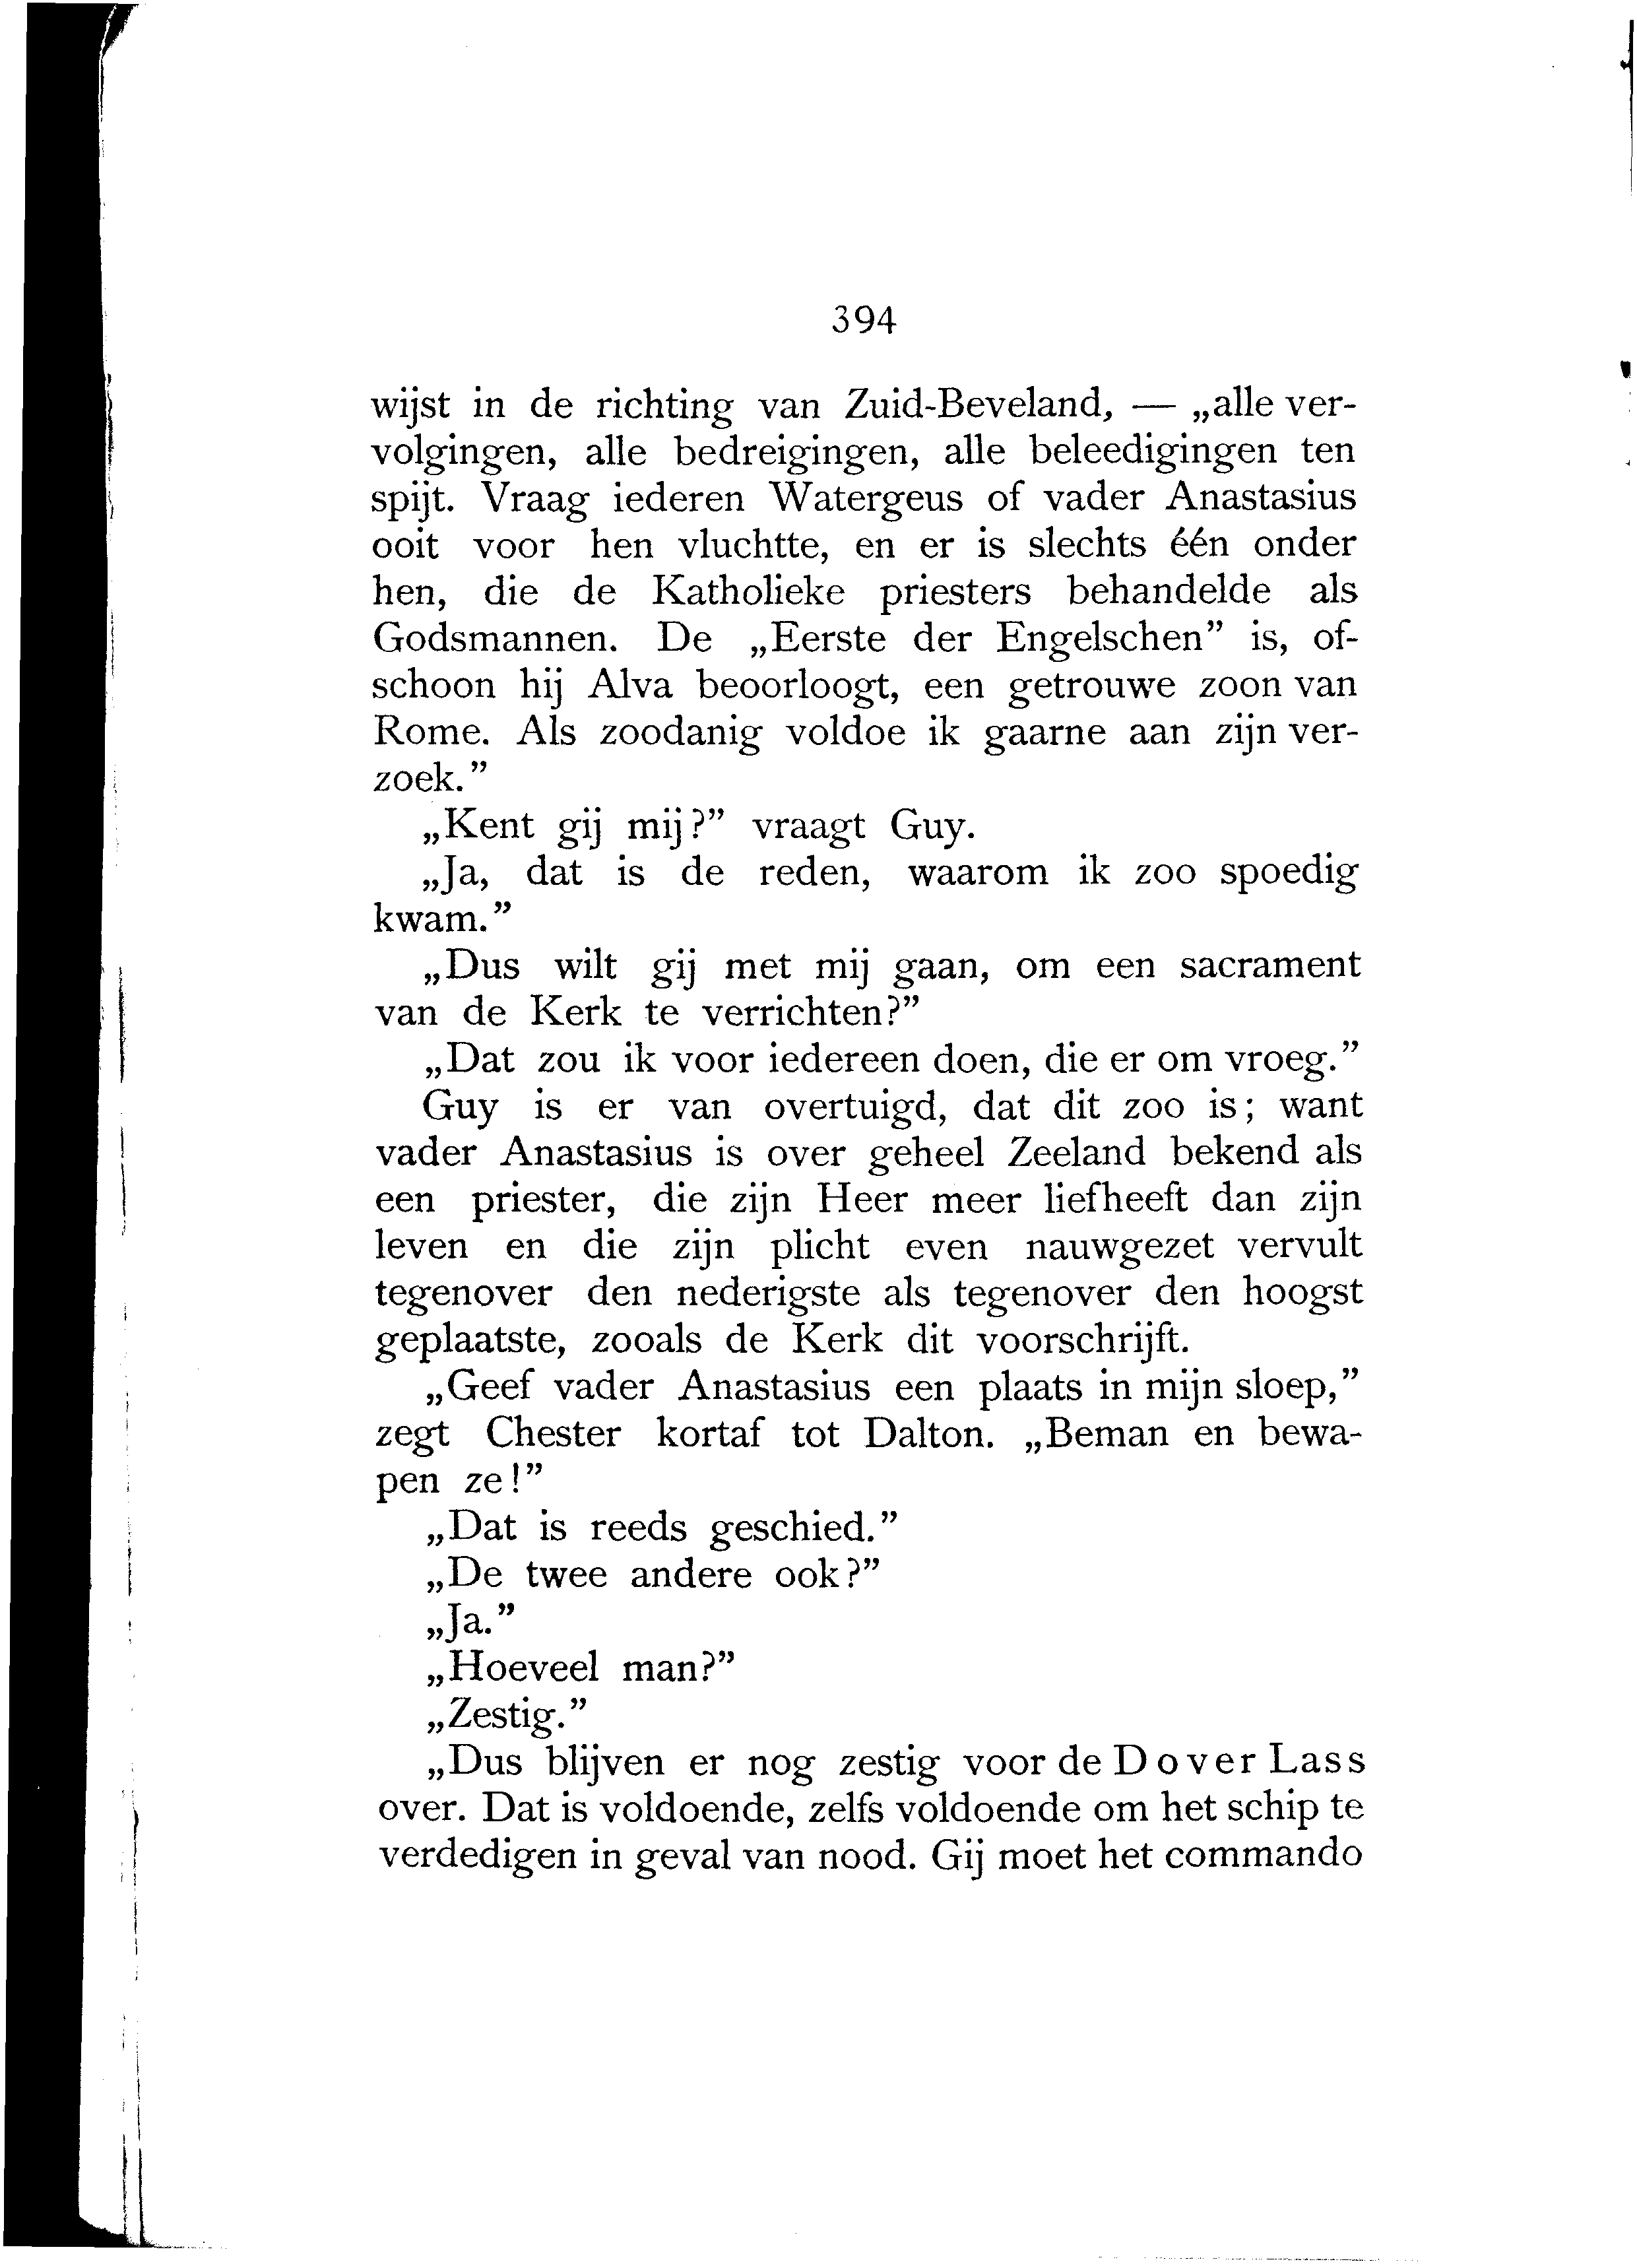 394
wijst in de richting van Zuid-Beveland, — „alle ver-
volgingen, alle bedreigingen, alle beleedigingen ten
spijt. Vraag iederen Watergeus of vader Anastasius
ooit voor hen vluchtte, en er is slechts één onder
hen, die de Katholieke priesters behandelde als
Godsmannen. De „Eerste der Engelschen” is, of-
schoon hij Alva beoorloogt, een getrouwe zoon van
Rome. Als zoodanig voldoe ik gaarne aan zijn ver-
zoek.”
„Kent gij mij?” vraagt Guy.
„Ja, dat is de reden, waarom ik zoo spoedig
kwam.”
„Dus wilt gij met mij gaan, om een sacrament
van de Kerk te verrichten?”
„Dat zou ik voor iedereen doen, die er om vroeg.”
Guy is er van overtuigd, dat dit zoo is; want
vader Anastasius is over geheel Zeeland bekend als
een priester, die zijn Heer meer liefheeft dan zijn
leven en die zijn plicht even nauwgezet vervult
tegenover den nederigste als tegenover den hoogst
geplaatste, zooals de Kerk dit voorschrijft.
„Geef vader Anastasius een plaats in mijn sloep,”
zegt Chester kortaf tot Dalton. „Beman en bewa-
pen ze!”
„Dat is reeds geschied.”
„De twee andere ook?”
„Ja.”
„Hoeveel man?”
„Zestig.”
„Dus blijven er nog zestig voor de Dover Lass
over. Dat is voldoende, zelfs voldoende om het schip te
verdedigen in geval van nood. Gij moet het commando